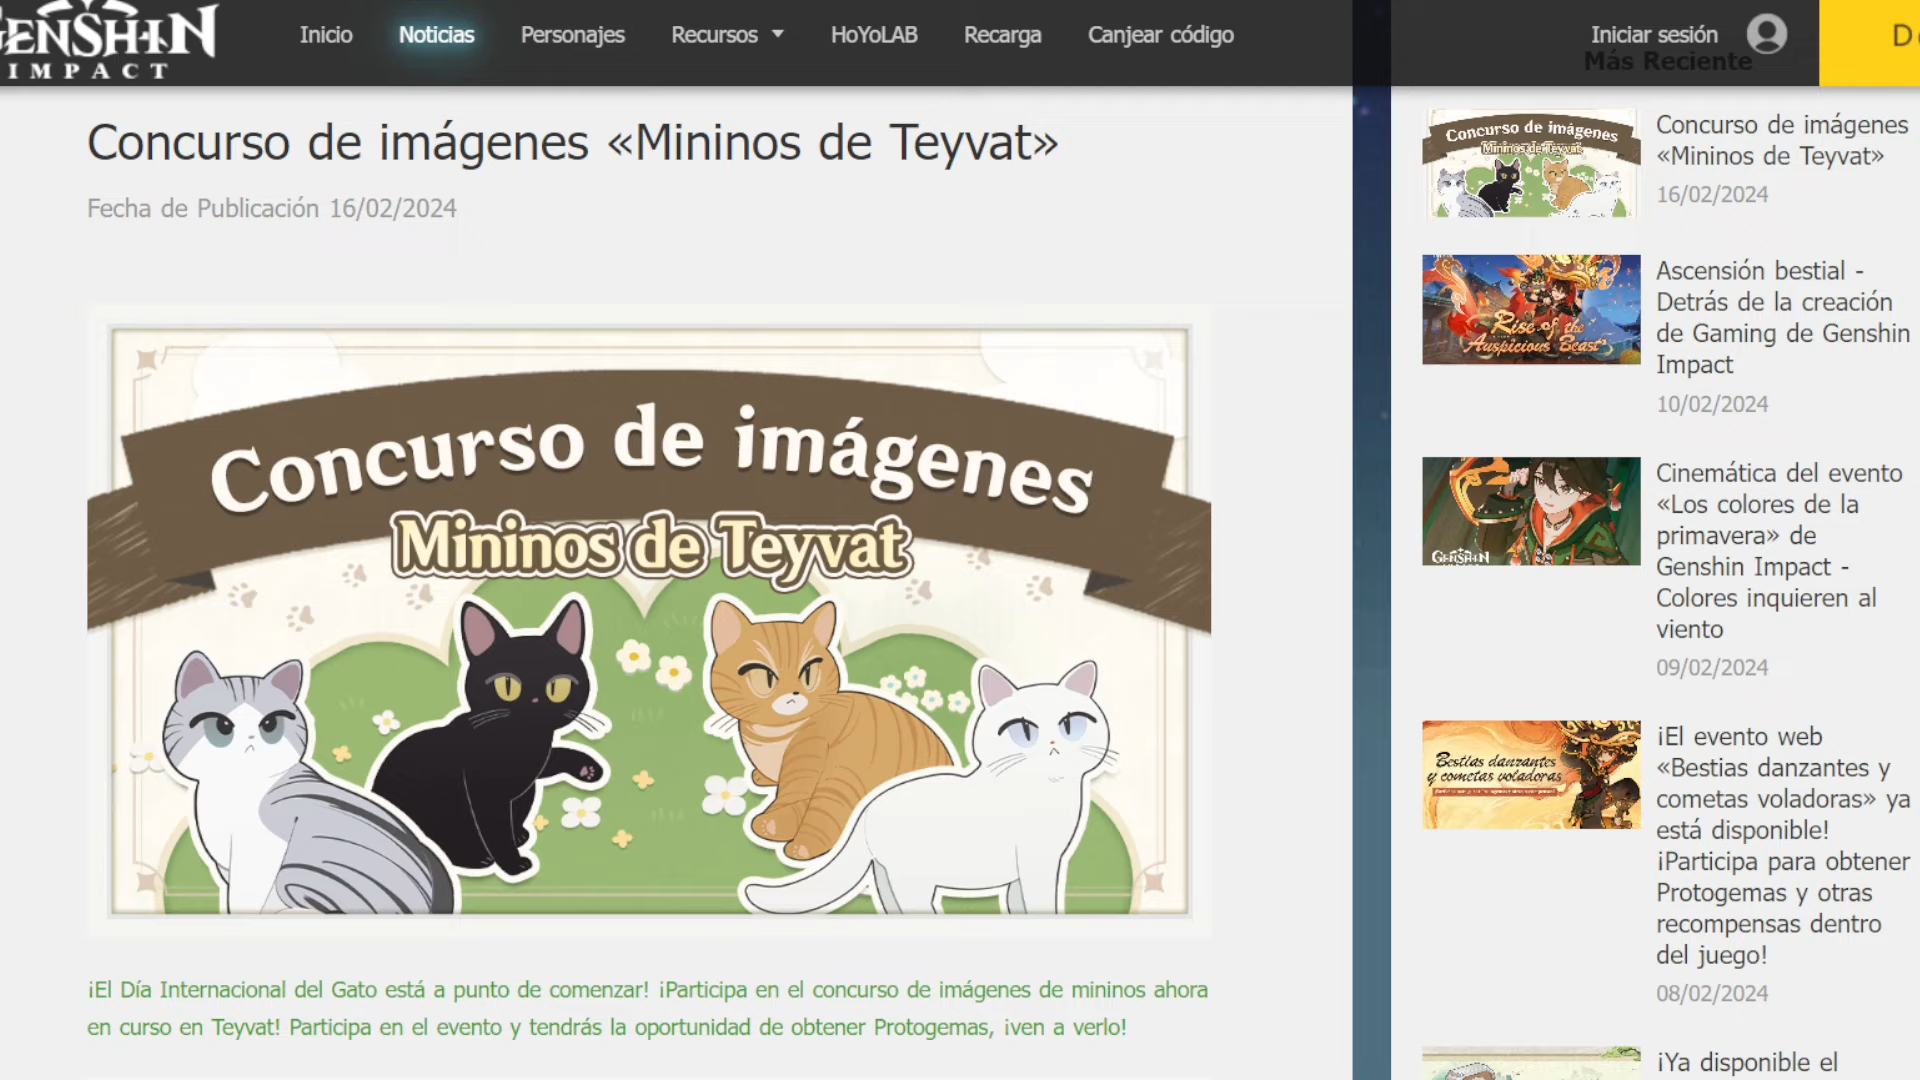 GENSHIN
IMPACT
Inicio
Noticias
Personajes
Recursos
HoYoLAB
Recarga
Canjear código
Iniciar sesión
Más Reciente
Concurso de imágenes «Mininos de Teyvat»
Fecha de Publicación 16/02/2024
Concurso de imágenes
Mininos de Teyvat
¡El Día Internacional del Gato está a punto de comenzar! ¡Participa en el concurso de imágenes de mininos ahora
en curso en Teyvat! Participa en el evento y tendrás la oportunidad de obtener Protogemas, ¡ven a verlo!
Concurso de imágenes
Mininos de Teyvat
Concurso de imágenes
«Mininos de Teyvat»
16/02/2024
Rise of the
Auspicious Beast
Ascensión bestial -
Detrás de la creación
de Gaming de Genshin
Impact
10/02/2024
GENSHIN
Cinemática del evento
«Los colores de la
primavera» de
Genshin Impact -
Colores inquieren al
viento
09/02/2024
Bestias danzantes
y cometas voladoras
¡El evento web
«Bestias danzantes y
cometas voladoras» ya
está disponible!
¡Participa para obtener
Protogemas y otras
recompensas dentro
del juego!
08/02/2024
¡Ya disponible el